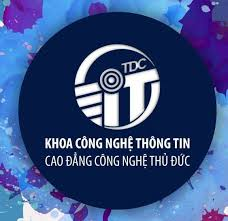 TDC
iT
KHOA CÔNG NGHỆ THÔNG TIN
CAO ĐẲNG CÔNG NGHỆ THỦ ĐỨC